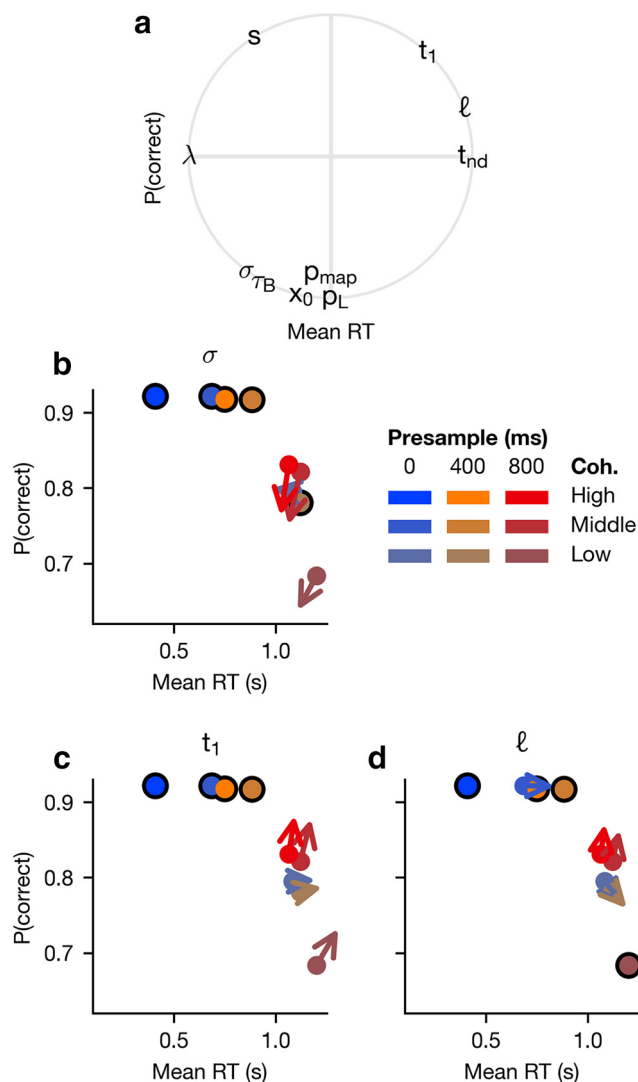 a
s
t1
ℓ
P(correct)
λ
tnd
σ τB
pmap
x0 pL
Mean RT
b
σ
0.9
0.8
0.7
P(correct)
0.5 1.0
Mean RT (s)
Presample (ms)
0 400 800 Coh.
High
Middle
Low
c
t1
0.9
0.8
0.7
P(correct)
0.5 1.0
Mean RT (s)
d
ℓ
0.5 1.0
Mean RT (s)